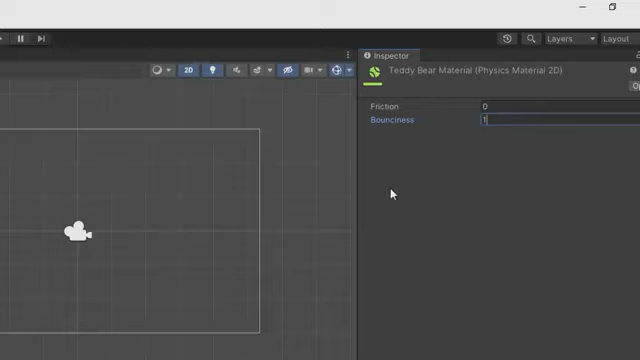 Layers
Layout
Inspector
2D
Teddy Bear Material (Physics Material 2D)
Friction
0
Bounciness
1